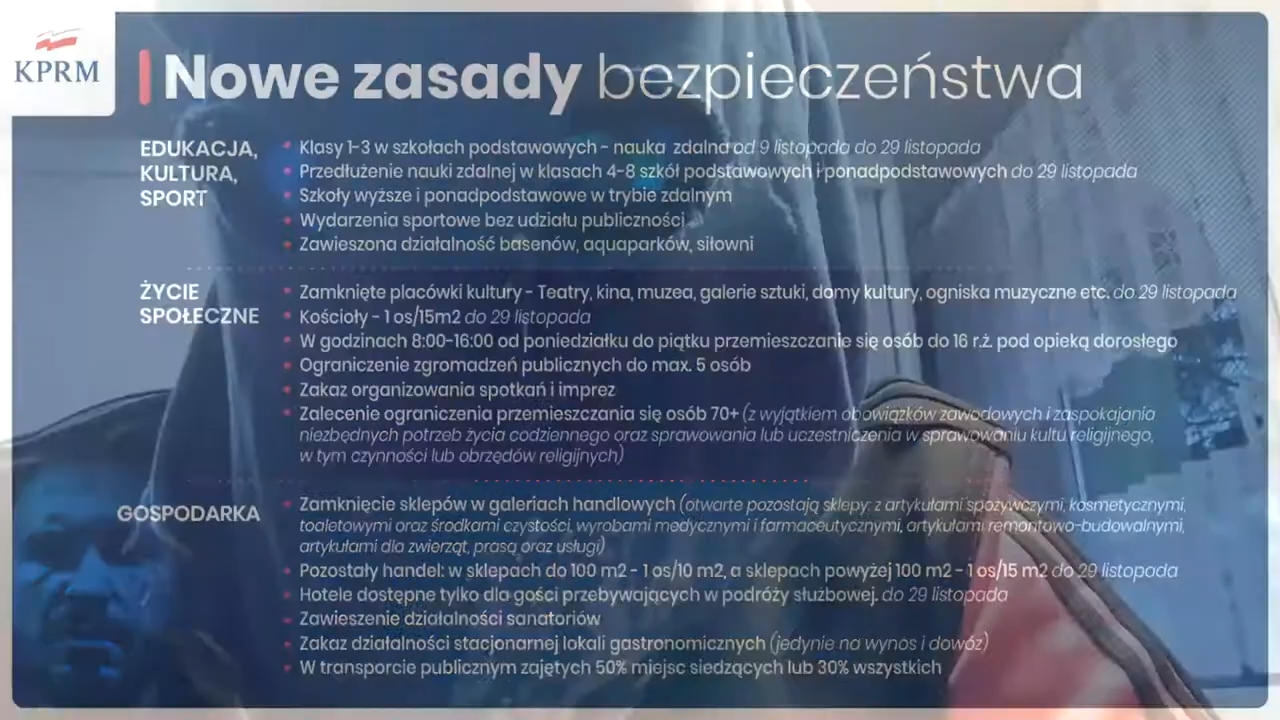 KPRM
Nowe zasady bezpieczeństwa
EDUKACJA,
KULTURA,
SPORT
Klasy 1-3 w szkołach podstawowych - nauka zdalna od 9 listopada do 29 listopada
Przedłużenie nauki zdalnej w klasach 4-8 szkół podstawowych i ponadpodstawowych do 29 listopada
Szkoły wyższe i ponadpodstawowe w trybie zdalnym
Wydarzenia sportowe bez udziału publiczności
Zawieszona działalność basenów, aquaparków, siłowni
ŻYCIE
SPOŁECZNE
Zamknięte placówki kultury - Teatry, kina, muzea, galerie sztuki, domy kultury, ogniska muzyczne etc. do 29 listopada
Kościoły - 1 os/15m2 do 29 listopada
W godzinach 8:00-16:00 od poniedziałku do piątku przemieszczanie się osób do 16 r.ż. pod opieką dorosłego
Ograniczenie zgromadzeń publicznych do max. 5 osób
Zakaz organizowania spotkań i imprez
Zalecenie ograniczenia przemieszczania się osób 70+ (z wyjątkiem obowiązków zawodowych i zaspokajania
niezbędnych potrzeb życia codziennego oraz sprawowania lub uczestniczenia w sprawowaniu kultu religijnego,
w tym czynności lub obrzędów religijnych)
GOSPODARKA
Zamknięcie sklepów w galeriach handlowych (otwarte pozostają sklepy: z artykułami spożywczymi, kosmetycznymi,
toaletowymi oraz środkami czystości, wyrobami medycznymi i farmaceutycznymi, artykułami remontowo-budowalnymi,
artykułami dla zwierząt, prasą oraz usługi)
Pozostały handel: w sklepach do 100 m2 - 1 os/10 m2, a sklepach powyżej 100 m2 - 1 os/15 m2 do 29 listopada
Hotele dostępne tylko dla gości przebywających w podróży służbowej. do 29 listopada
Zawieszenie działalności sanatoriów
Zakaz działalności stacjonarnej lokali gastronomicznych (jedynie na wynos i dowóz)
W transporcie publicznym zajętych 50% miejsc siedzących lub 30% wszystkich